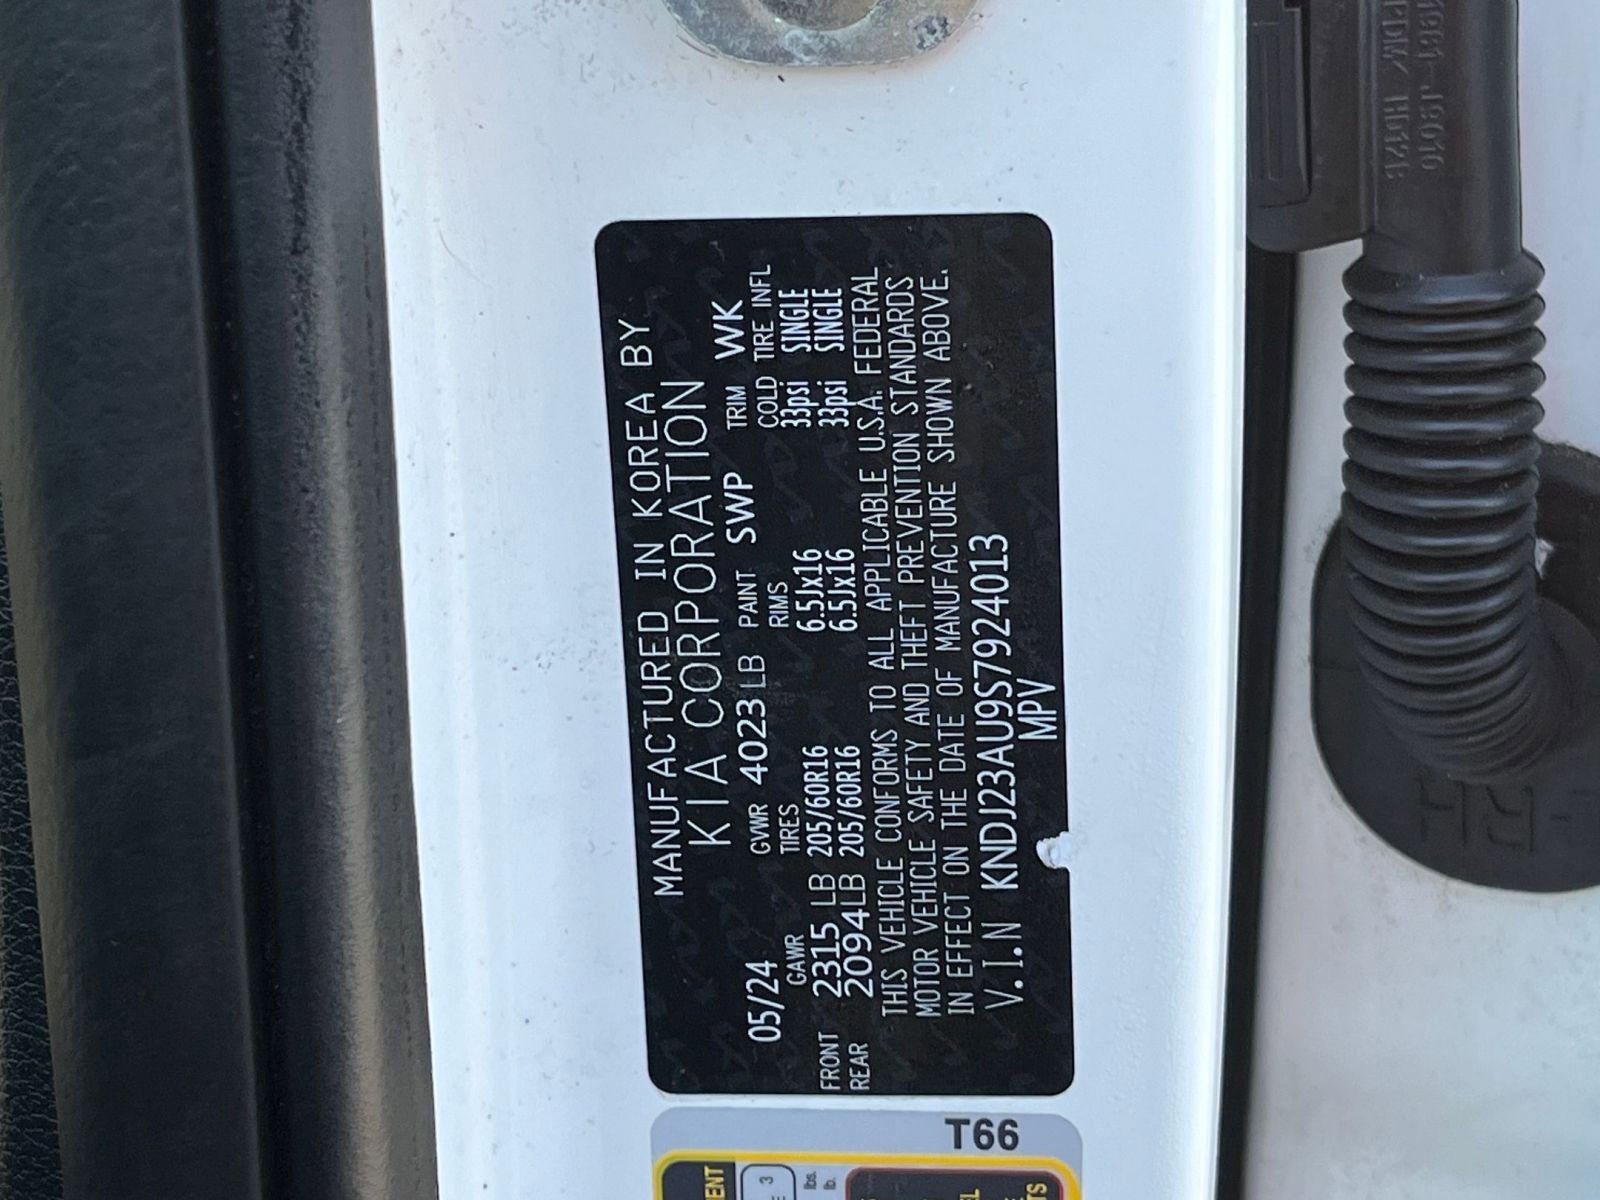 MANUFACTURED IN KOREA BY
KIA CORPORATION
05/24 GVWR 4023 LB PAINT SWP TRIM WK
GAWR TIRES RIMS COLD TIRE INFL
FRONT 2315 LB 205/60R16 6.5Jx16 33psi SINGLE
REAR 2094LB 205/60R16 6.5Jx16 33psi SINGLE
THIS VEHICLE CONFORMS TO ALL APPLICABLE U.S.A. FEDERAL
MOTOR VEHICLE SAFETY AND THEFT PREVENTION STANDARDS
IN EFFECT ON THE DATE OF MANUFACTURE SHOWN ABOVE.
V.I.N KNDJ23AU9S7924013
MPV
T66
3
lbs.
lb.